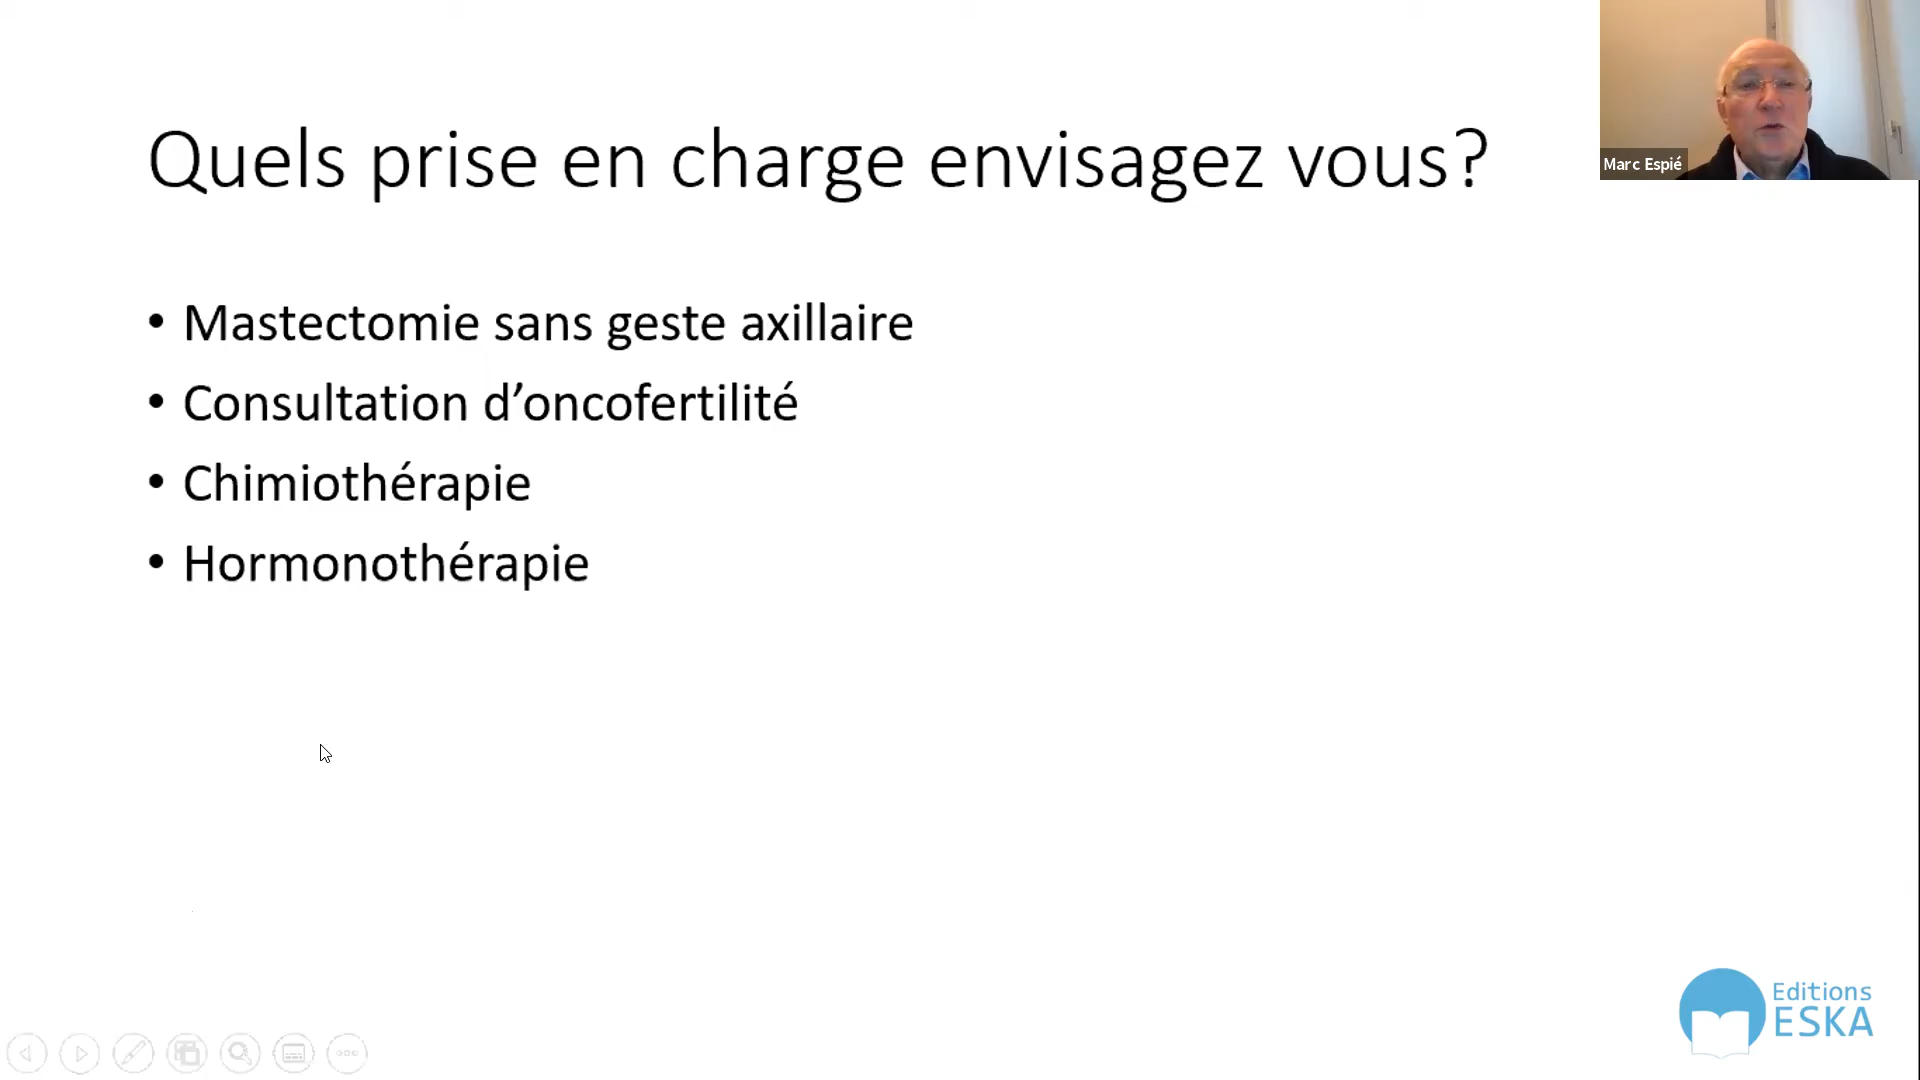 Quels prise en charge envisagez vous?
Marc Espié
• Mastectomie sans geste axillaire
• Consultation d’oncofertilité
• Chimiothérapie
• Hormonothérapie
Editions
ESKA